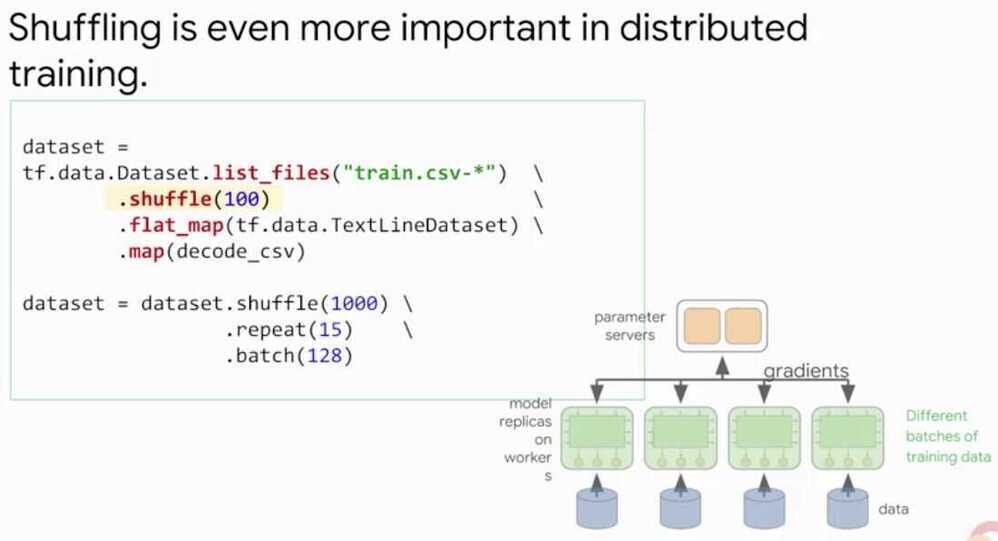 Shuffling is even more important in distributed
training.
dataset =
tf.data.Dataset.list_files("train.csv-*") \
.shuffle(100) \
.flat_map(tf.data.TextLineDataset) \
.map(decode_csv)
dataset = dataset.shuffle(1000) \
.repeat(15) \
.batch(128)
parameter
servers
gradients
model
replicas
on
worker
s
Different
batches of
training data
data